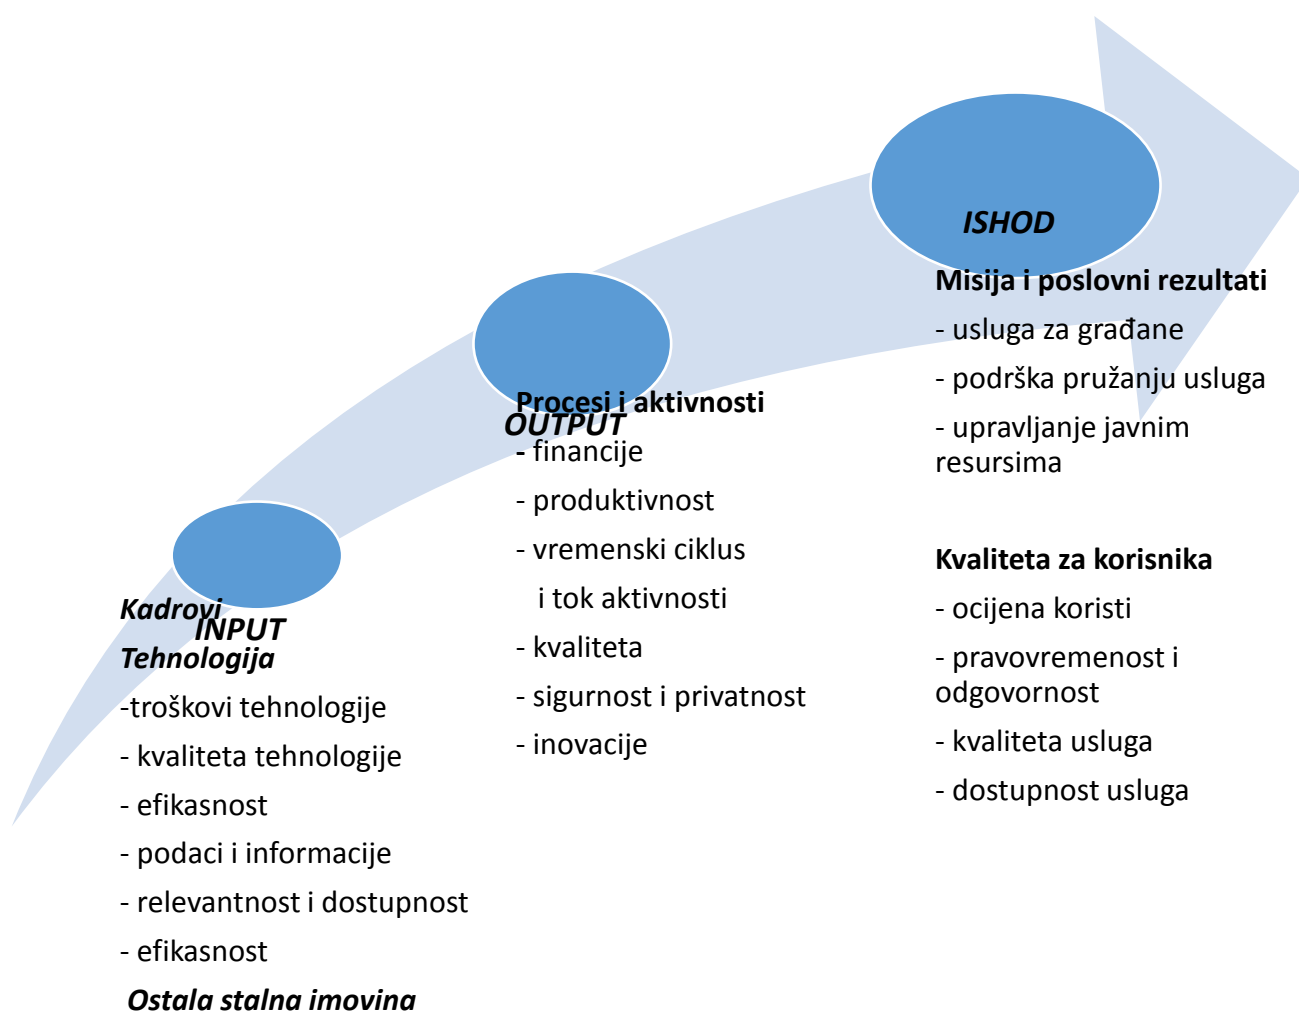 Kadrovi
INPUT
Tehnologija
-troškovi tehnologije
- kvaliteta tehnologije
- efikasnost
- podaci i informacije
- relevantnost i dostupnost
- efikasnost
Ostala stalna imovina
Procesi i aktivnosti
OUTPUT
- financije
- produktivnost
- vremenski ciklus
i tok aktivnosti
- kvaliteta
- sigurnost i privatnost
- inovacije
ISHOD
Misija i poslovni rezultati
- usluga za građane
- podrška pružanju usluga
- upravljanje javnim
resursima
Kvaliteta za korisnika
- ocijena koristi
- pravovremenost i
odgovornost
- kvaliteta usluga
- dostupnost usluga